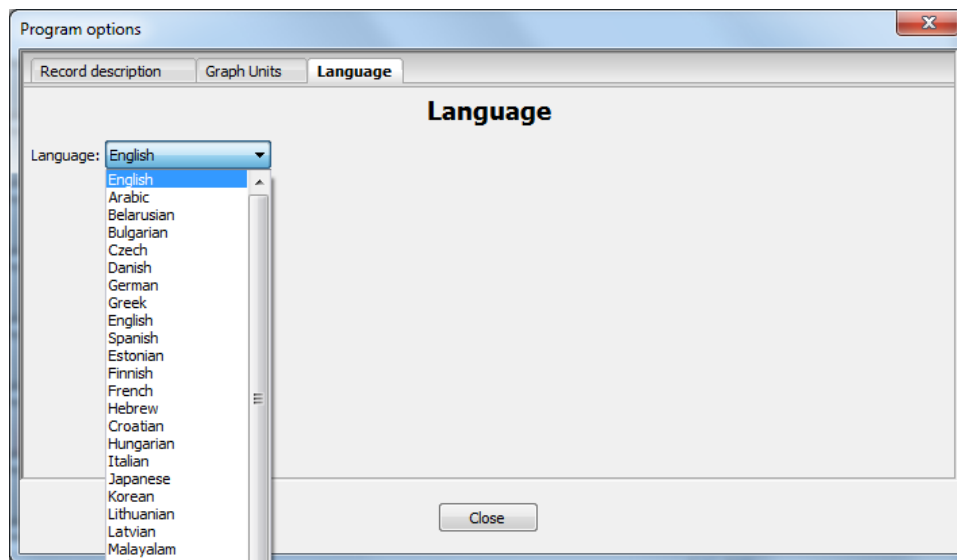 Program options
Record description Graph Units Language
Language
Language: English
English
Arabic
Belarusian
Bulgarian
Czech
Danish
German
Greek
English
Spanish
Estonian
Finnish
French
Hebrew
Croatian
Hungarian
Italian
Japanese
Korean
Lithuanian
Latvian
Malayalam
Close